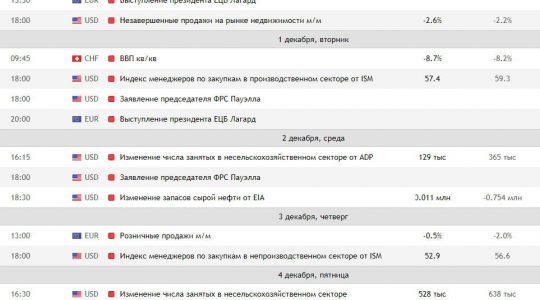 13:30 EUR Выступление президента ЕЦБ Лагард
18:00 USD Незавершенные продажи на рынке недвижимости м/м -2.6% -2.2%
1 декабря, вторник
09:45 CHF ВВП кв/кв -8.7% -8.2%
18:00 USD Индекс менеджеров по закупкам в производственном секторе от ISM 57.4 59.3
18:00 USD Заявление председателя ФРС Пауэлла
20:00 EUR Выступление президента ЕЦБ Лагард
2 декабря, среда
16:15 USD Изменение числа занятых в несельскохозяйственном секторе от ADP 129 тыс 365 тыс
18:00 USD Заявление председателя ФРС Пауэлла
18:30 USD Изменение запасов сырой нефти от EIA 0.011 млн -0.754 млн
3 декабря, четверг
13:00 EUR Розничные продажи м/м -0.5% -2.0%
18:00 USD Индекс менеджеров по закупкам в непроизводственном секторе от ISM 52.9 56.6
4 декабря, пятница
16:30 USD Изменение числа занятых в несельскохозяйственном секторе 528 тыс 638 тыс